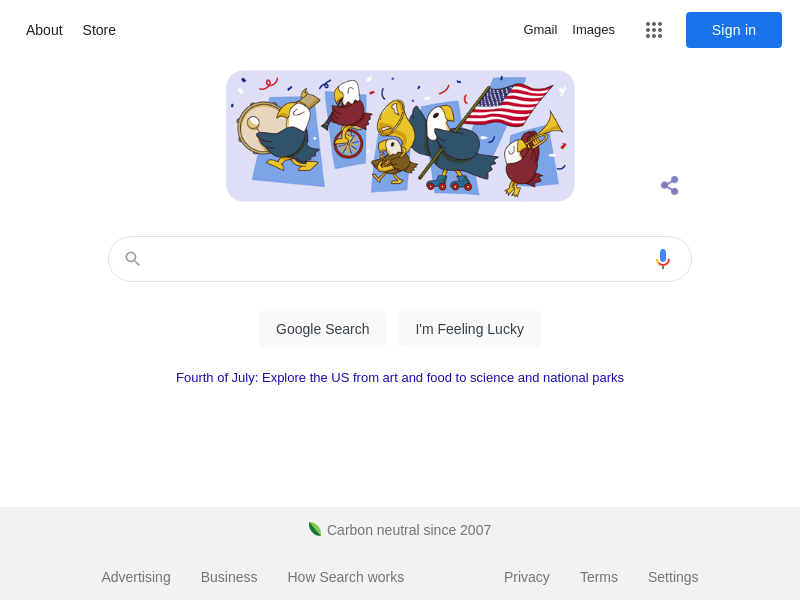 About Store Gmail Images Sign in
Google Search I'm Feeling Lucky
Fourth of July: Explore the US from art and food to science and national parks
Carbon neutral since 2007
Advertising Business How Search works Privacy Terms Settings